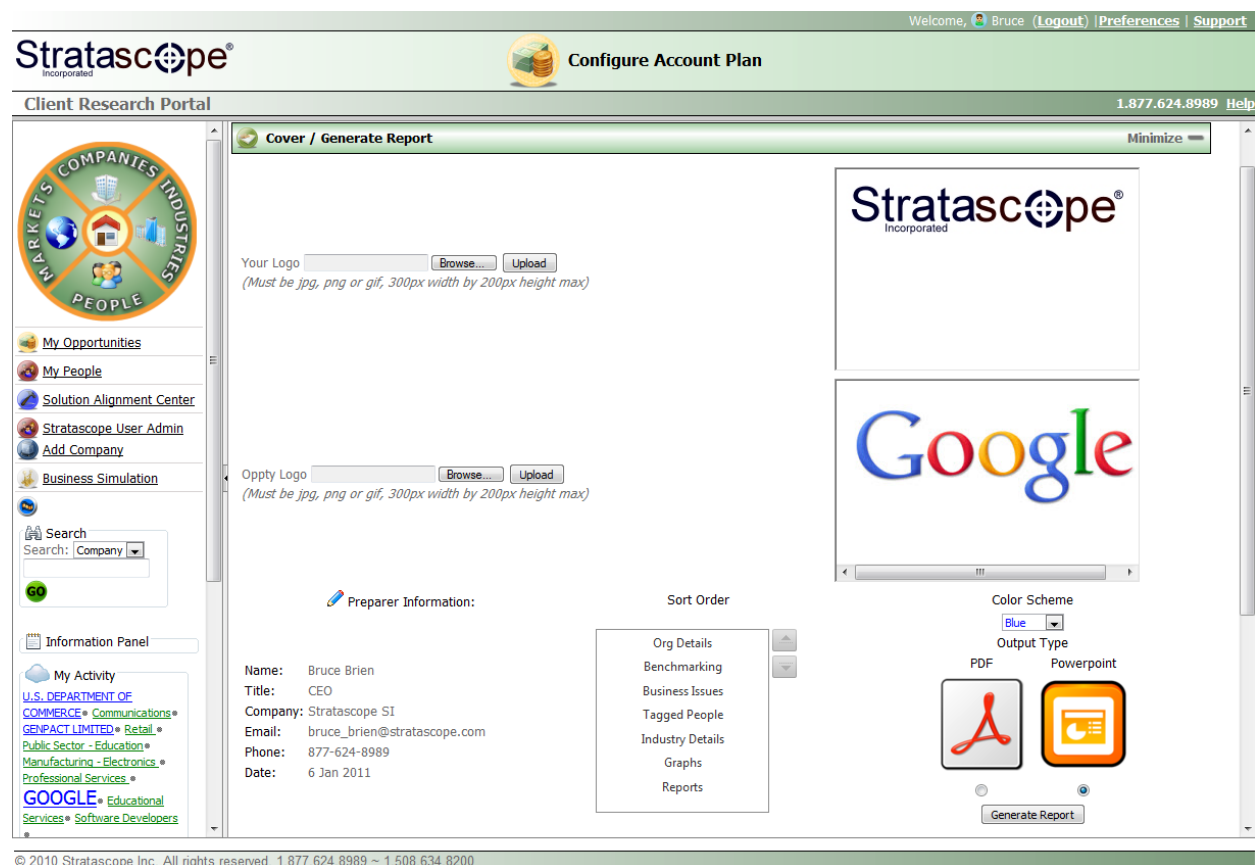 Welcome, Bruce (Logout) |Preferences | Support
Stratascope®
Incorporated
Configure Account Plan
Client Research Portal
1.877.624.8989 Help
COMPANIES
INDUSTRIES
PEOPLE
MARKETS
My Opportunities
My People
Solution Alignment Center
Stratascope User Admin
Add Company
Business Simulation
Search
Search: Company
GO
Information Panel
My Activity
U.S. DEPARTMENT OF
COMMERCE• Communications•
GENPACT LIMITED• Retail •
Public Sector - Education•
Manufacturing - Electronics •
Professional Services •
GOOGLE• Educational
Services• Software Developers
•
Cover / Generate Report
Minimize
Your Logo Browse... Upload
(Must be jpg, png or gif, 300px width by 200px height max)
Stratascope®
Incorporated
Oppty Logo Browse... Upload
(Must be jpg, png or gif, 300px width by 200px height max)
Google
Preparer Information:
Name: Bruce Brien
Title: CEO
Company: Stratascope SI
Email: bruce_brien@stratascope.com
Phone: 877-624-8989
Date: 6 Jan 2011
Sort Order
Org Details
Benchmarking
Business Issues
Tagged People
Industry Details
Graphs
Reports
Color Scheme
Blue
Output Type
PDF Powerpoint
Generate Report
© 2010 Stratascope Inc. All rights reserved. 1 877 624 8989 ~ 1 508 634 8200